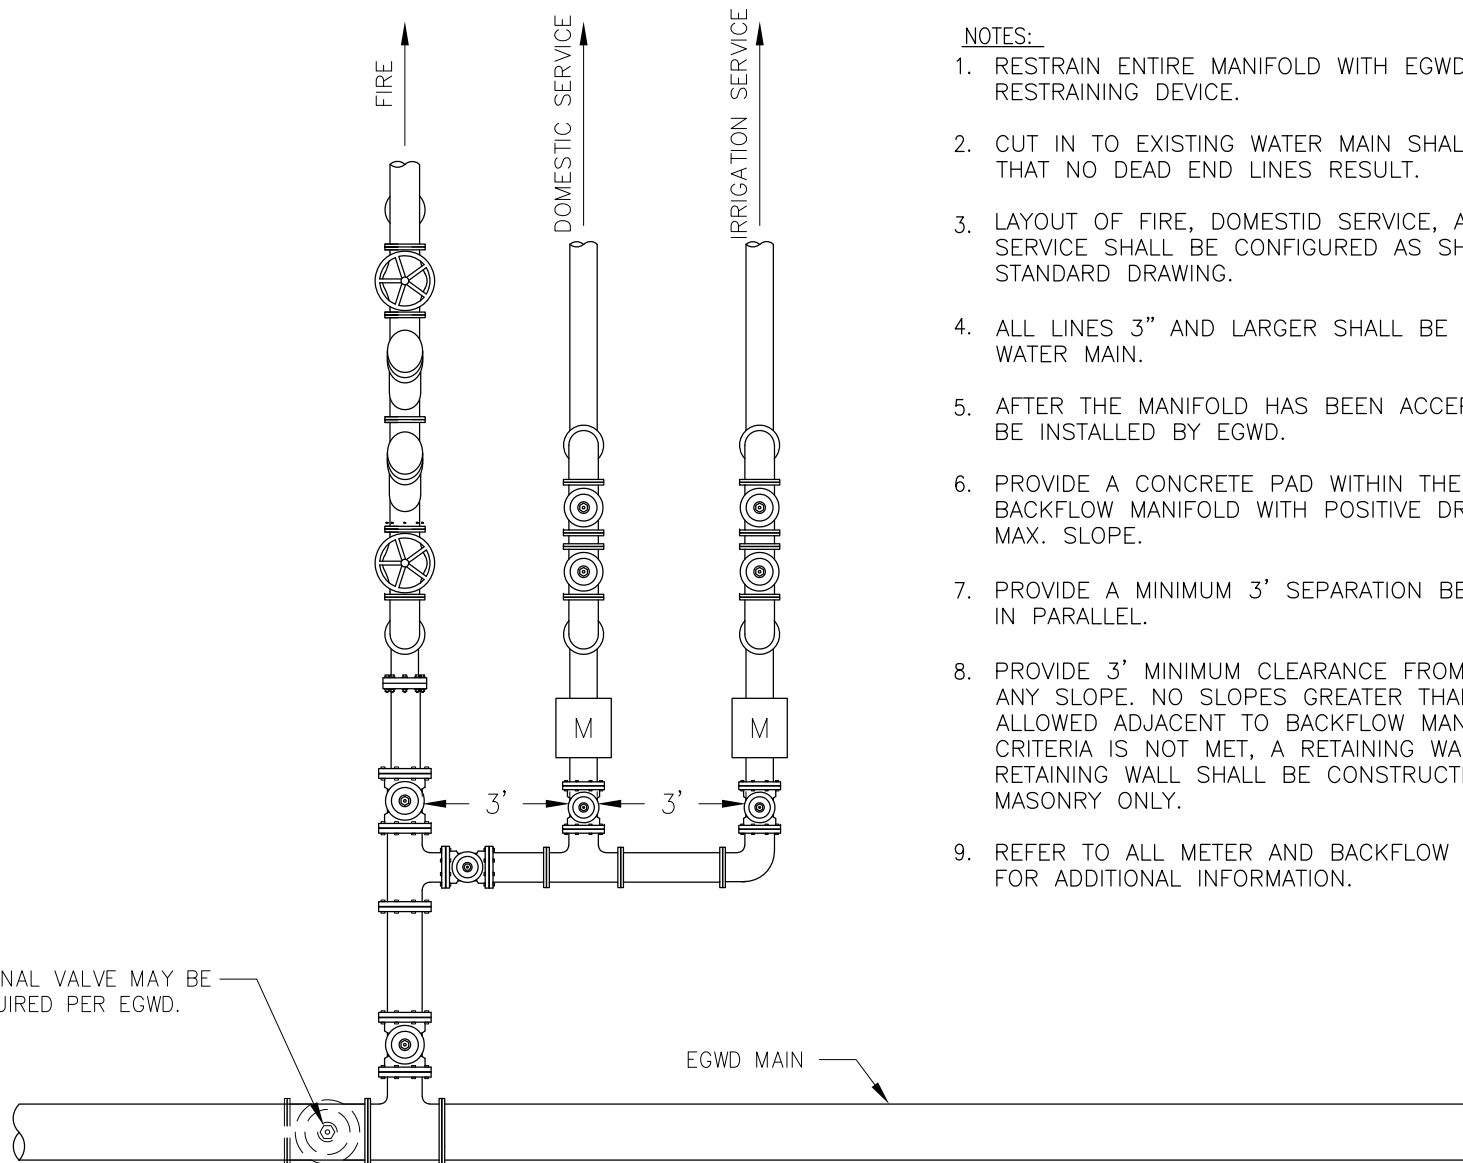 FIRE
DOMESTIC SERVICE
IRRIGATION SERVICE
NOTES:
1. RESTRAIN ENTIRE MANIFOLD WITH EGWD
RESTRAINING DEVICE.
2. CUT IN TO EXISTING WATER MAIN SHAL
THAT NO DEAD END LINES RESULT.
3. LAYOUT OF FIRE, DOMESTID SERVICE, A
SERVICE SHALL BE CONFIGURED AS SH
STANDARD DRAWING.
4. ALL LINES 3” AND LARGER SHALL BE
WATER MAIN.
5. AFTER THE MANIFOLD HAS BEEN ACCEP
BE INSTALLED BY EGWD.
6. PROVIDE A CONCRETE PAD WITHIN THE
BACKFLOW MANIFOLD WITH POSITIVE DR
MAX. SLOPE.
7. PROVIDE A MINIMUM 3’ SEPARATION BE
IN PARALLEL.
8. PROVIDE 3’ MINIMUM CLEARANCE FROM
ANY SLOPE. NO SLOPES GREATER THAN
ALLOWED ADJACENT TO BACKFLOW MAN
CRITERIA IS NOT MET, A RETAINING WA
RETAINING WALL SHALL BE CONSTRUCT
MASONRY ONLY.
9. REFER TO ALL METER AND BACKFLOW
FOR ADDITIONAL INFORMATION.
M
M
3’
3’
NAL VALVE MAY BE
UIRED PER EGWD.
EGWD MAIN